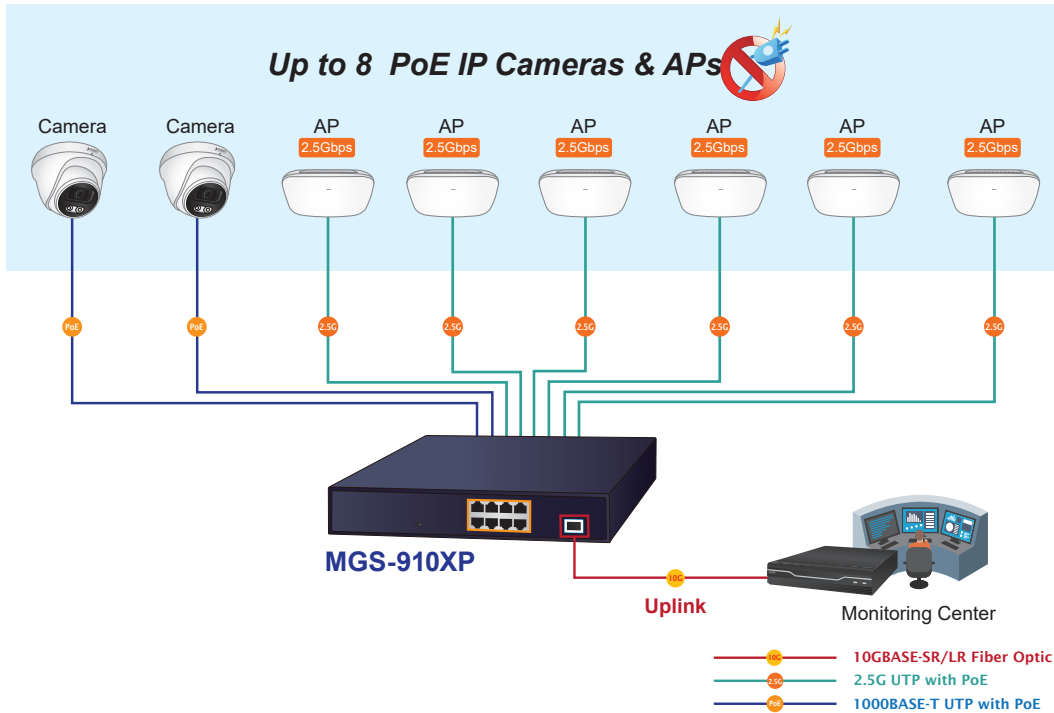 Up to 8 PoE IP Cameras & APs
Camera
Camera
AP
AP
AP
AP
AP
AP
2.5Gbps
2.5Gbps
2.5Gbps
2.5Gbps
2.5Gbps
2.5Gbps
PoE
PoE
2.5G
2.5G
2.5G
2.5G
2.5G
2.5G
MGS-910XP
10G
Uplink
Monitoring Center
10G
10GBASE-SR/LR Fiber Optic
2.5G
2.5G UTP with PoE
PoE
1000BASE-T UTP with PoE